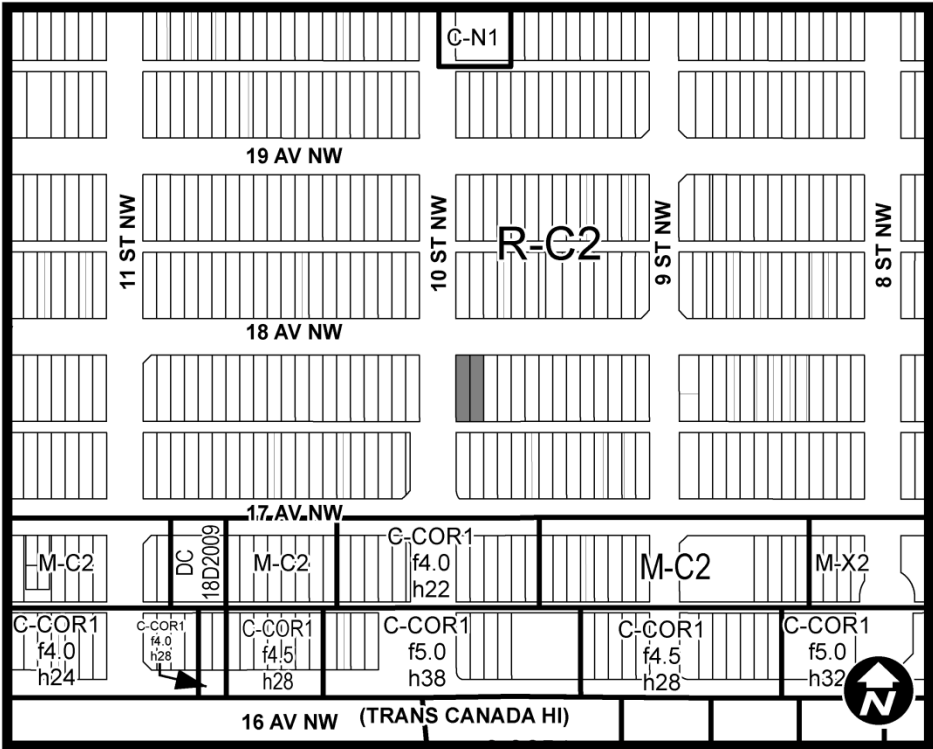 C-N1
19 AV NW
11 ST NW
10 ST NW
R-C2
9 ST NW
8 ST NW
18 AV NW
17 AV NW
M-C2
DC
18D2009
M-C2
C-COR1
f4.0
h22
M-C2
M-X2
C-COR1
f4.0
h24
C-COR1
f4.0
h28
C-COR1
f4.5
h28
C-COR1
f5.0
h38
C-COR1
f4.5
h28
C-COR1
f5.0
h32
N
16 AV NW (TRANS CANADA HI)